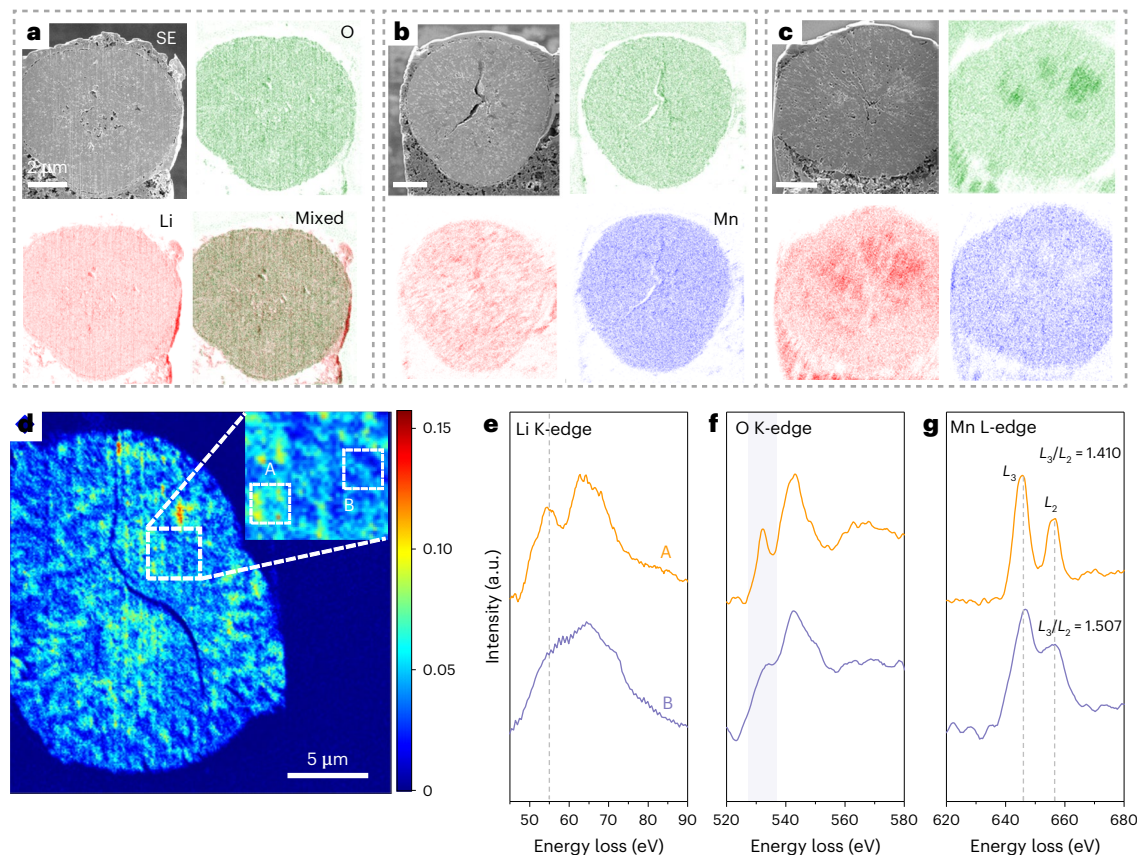 a
SE
O
2 μm
Li
Mixed
b
Mn
c
d
A
B
5 μm
0.15
0.10
0.05
0
e
Li K-edge
A
B
Intensity (a.u.)
50 60 70 80 90
Energy loss (eV)
f
O K-edge
520 540 560 580
Energy loss (eV)
g
Mn L-edge
L3/L2 = 1.410
L3
L2
L3/L2 = 1.507
620 640 660 680
Energy loss (eV)